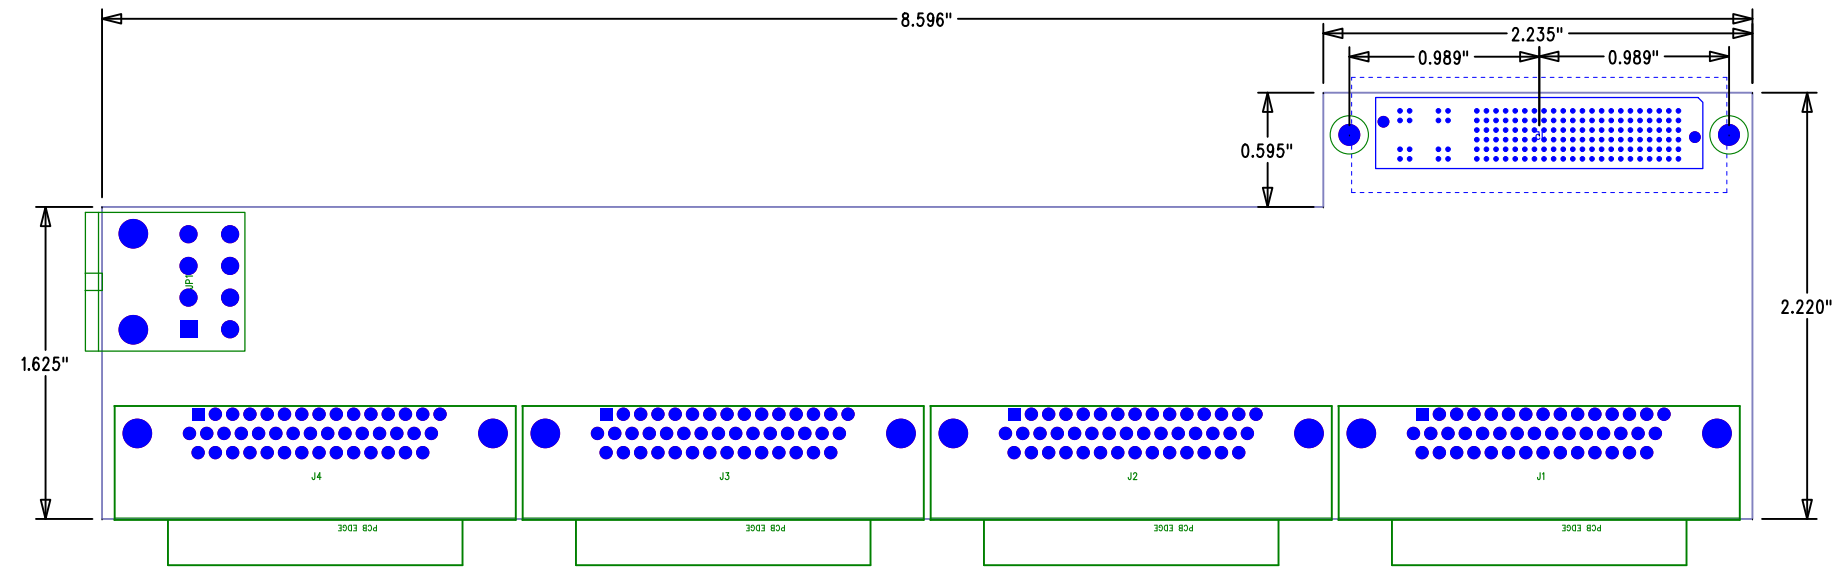 8.596"
2.235"
0.989" 0.989"
0.595"
JP1
2.220"
1.625"
J4 J3 J2 J1
PCB EDGE PCB EDGE PCB EDGE PCB EDGE